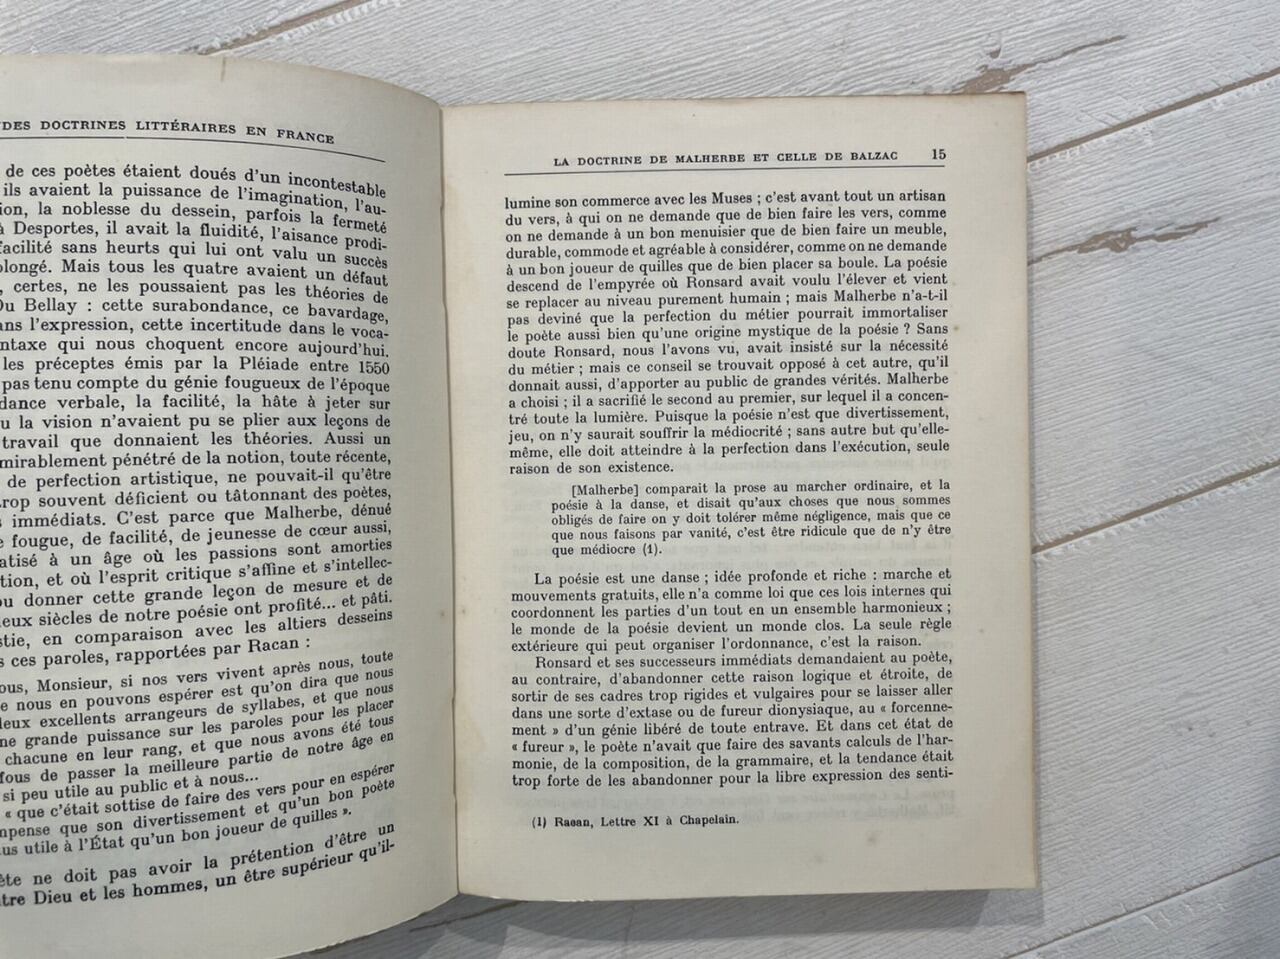 DES DOCTRINES LITTÉRAIRES EN FRANCE
de ces poètes étaient doués d'un incontestable
ils avaient la puissance de l'imagination, l'au-
ion, la noblesse du dessein, parfois la fermeté
à Desportes, il avait la fluidité, l'aisance prodi-
facilité sans heurts qui lui ont valu un succès
olongé. Mais tous les quatre avaient un défaut
, certes, ne les poussaient pas les théories de
Du Bellay : cette surabondance, ce bavardage,
ans l'expression, cette incertitude dans le voca-
ntaxe qui nous choquent encore aujourd'hui.
les préceptes émis par la Pléiade entre 1550
pas tenu compte du génie fougueux de l'époque
dance verbale, la facilité, la hâte à jeter sur
u la vision n'avaient pu se plier aux leçons de
travail que donnaient les théories. Aussi un
mirablement pénétré de la notion, toute récente,
de perfection artistique, ne pouvait-il qu'être
trop souvent déficient ou tâtonnant des poètes,
s immédiats. C'est parce que Malherbe, dénué
e fougue, de facilité, de jeunesse de cœur aussi,
atisé à un âge où les passions sont amorties
tion, et où l'esprit critique s'affine et s'intellec-
ou donner cette grande leçon de mesure et de
deux siècles de notre poésie ont profité... et pâti.
stie, en comparaison avec les altiers desseins
s ces paroles, rapportées par Racan :
ous, Monsieur, si nos vers vivent après nous, toute
e nous en pouvons espérer est qu'on dira que nous
deux excellents arrangeurs de syllabes, et que nous
ne grande puissance sur les paroles pour les placer
chacune en leur rang, et que nous avons été tous
fous de passer la meilleure partie de notre âge en
si peu utile au public et à nous...
« que c'était sottise de faire des vers pour en espérer
mpense que son divertissement et qu'un bon poète
lus utile à l'État qu'un bon joueur de quilles ».
ète ne doit pas avoir la prétention d'être un
tre Dieu et les hommes, un être supérieur qu'il-
LA DOCTRINE DE MALHERBE ET CELLE DE BALZAC 15
lumine son commerce avec les Muses ; c'est avant tout un artisan
du vers, à qui on ne demande que de bien faire les vers, comme
on ne demande à un bon menuisier que de bien faire un meuble,
durable, commode et agréable à considérer, comme on ne demande
à un bon joueur de quilles que de bien placer sa boule. La poésie
descend de l'empyrée où Ronsard avait voulu l'élever et vient
se replacer au niveau purement humain ; mais Malherbe n'a-t-il
pas deviné que la perfection du métier pourrait immortaliser
le poète aussi bien qu'une origine mystique de la poésie ? Sans
doute Ronsard, nous l'avons vu, avait insisté sur la nécessité
du métier ; mais ce conseil se trouvait opposé à cet autre, qu'il
donnait aussi, d'apporter au public de grandes vérités. Malherbe
a choisi ; il a sacrifié le second au premier, sur lequel il a concen-
tré toute la lumière. Puisque la poésie n'est que divertissement,
jeu, on n'y saurait souffrir la médiocrité ; sans autre but qu'elle-
même, elle doit atteindre à la perfection dans l'exécution, seule
raison de son existence.
[Malherbe] comparait la prose au marcher ordinaire, et la
poésie à la danse, et disait qu'aux choses que nous sommes
obligés de faire on y doit tolérer même négligence, mais que ce
que nous faisons par vanité, c'est être ridicule que de n'y être
que médiocre (1).
La poésie est une danse ; idée profonde et riche : marche et
mouvements gratuits, elle n'a comme loi que ces lois internes qui
coordonnent les parties d'un tout en un ensemble harmonieux ;
le monde de la poésie devient un monde clos. La seule règle
extérieure qui peut organiser l'ordonnance, c'est la raison.
Ronsard et ses successeurs immédiats demandaient au poète,
au contraire, d'abandonner cette raison logique et étroite, de
sortir de ses cadres trop rigides et vulgaires pour se laisser aller
dans une sorte d'extase ou de fureur dionysiaque, au « forcenne-
ment » d'un génie libéré de toute entrave. Et dans cet état de
« fureur », le poète n'avait que faire des savants calculs de l'har-
monie, de la composition, de la grammaire, et la tendance était
trop forte de les abandonner pour la libre expression des senti-
(1) Racan, Lettre XI à Chapelain.